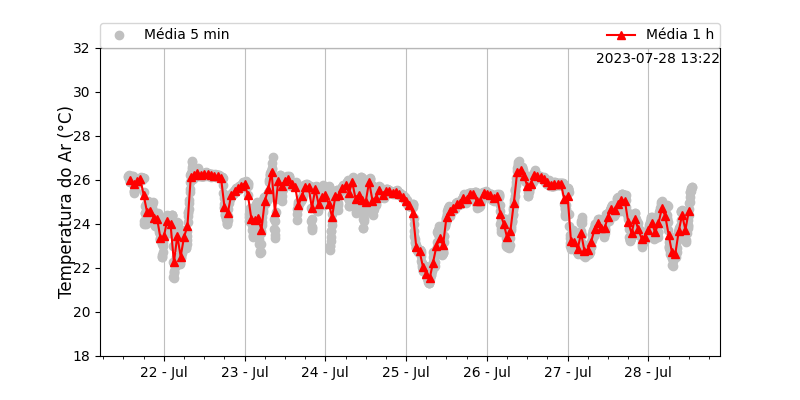 Média 5 min
Média 1 h
2023-07-28 13:22
Temperatura do Ar (°C)
32
30
28
26
24
22
20
18
22 - Jul
23 - Jul
24 - Jul
25 - Jul
26 - Jul
27 - Jul
28 - Jul